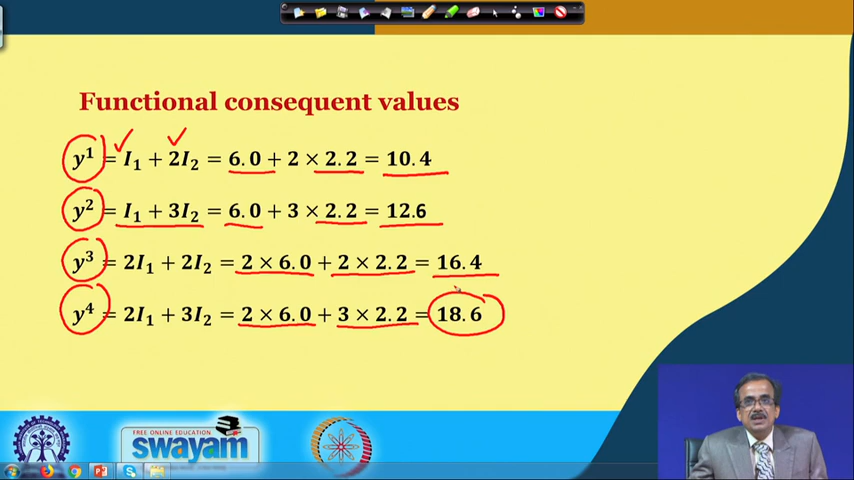 Functional consequent values
y¹ = I₁ + 2I₂ = 6.0 + 2 × 2.2 = 10.4
y² = I₁ + 3I₂ = 6.0 + 3 × 2.2 = 12.6
y³ = 2I₁ + 2I₂ = 2 × 6.0 + 2 × 2.2 = 16.4
y⁴ = 2I₁ + 3I₂ = 2 × 6.0 + 3 × 2.2 = 18.6
FREE ONLINE EDUCATION
swayam